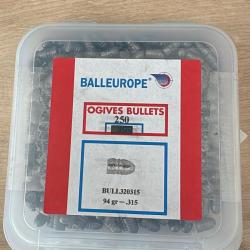 BALLEUROPE
OGIVES BULLETS
250
BULL320315
94 gr – .315